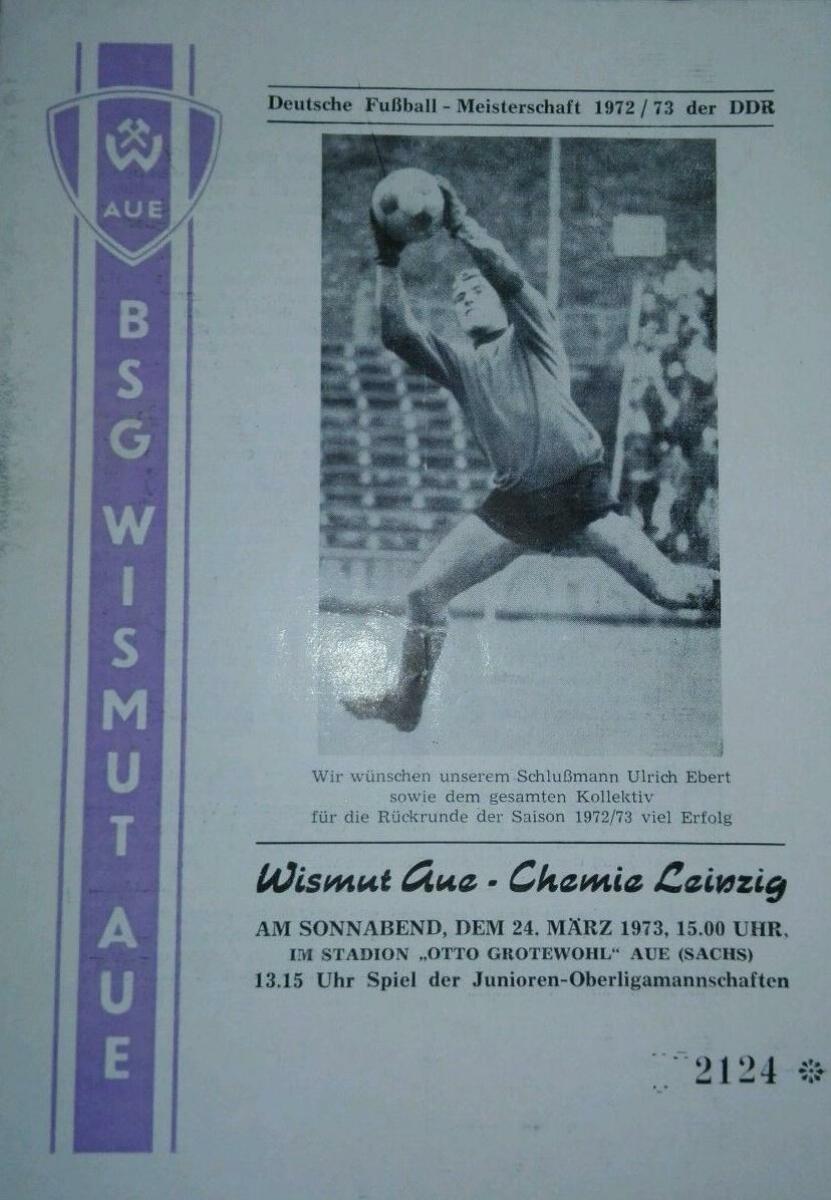 Deutsche Fußball - Meisterschaft 1972/73 der DDR
W
AUE
BSG WISMUT AUE
Wir wünschen unserem Schlußmann Ulrich Ebert
sowie dem gesamten Kollektiv
für die Rückrunde der Saison 1972/73 viel Erfolg
Wismut Aue - Chemie Leipzig
AM SONNABEND, DEM 24. MÄRZ 1973, 15.00 UHR,
IM STADION „OTTO GROTEWOHL“ AUE (SACHS)
13.15 Uhr Spiel der Junioren-Oberligamannschaften
2124